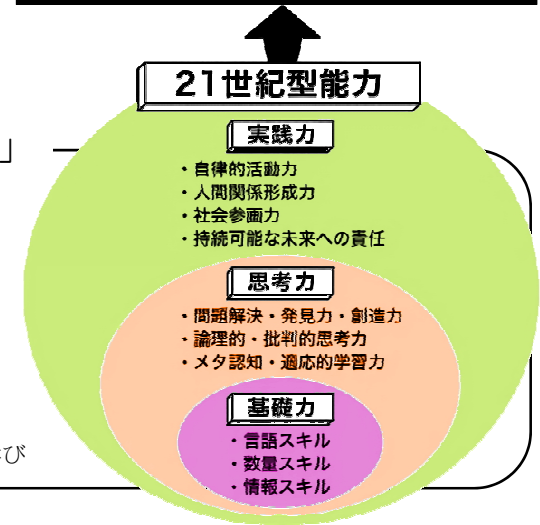 21世紀型能力
実践力
・自律的活動力
・人間関係形成力
・社会参画力
・持続可能な未来への責任
思考力
・問題解決・発見力・創造力
・論理的・批判的思考力
・メタ認知・適応的学習力
基礎力
・言語スキル
・数量スキル
・情報スキル
」
び